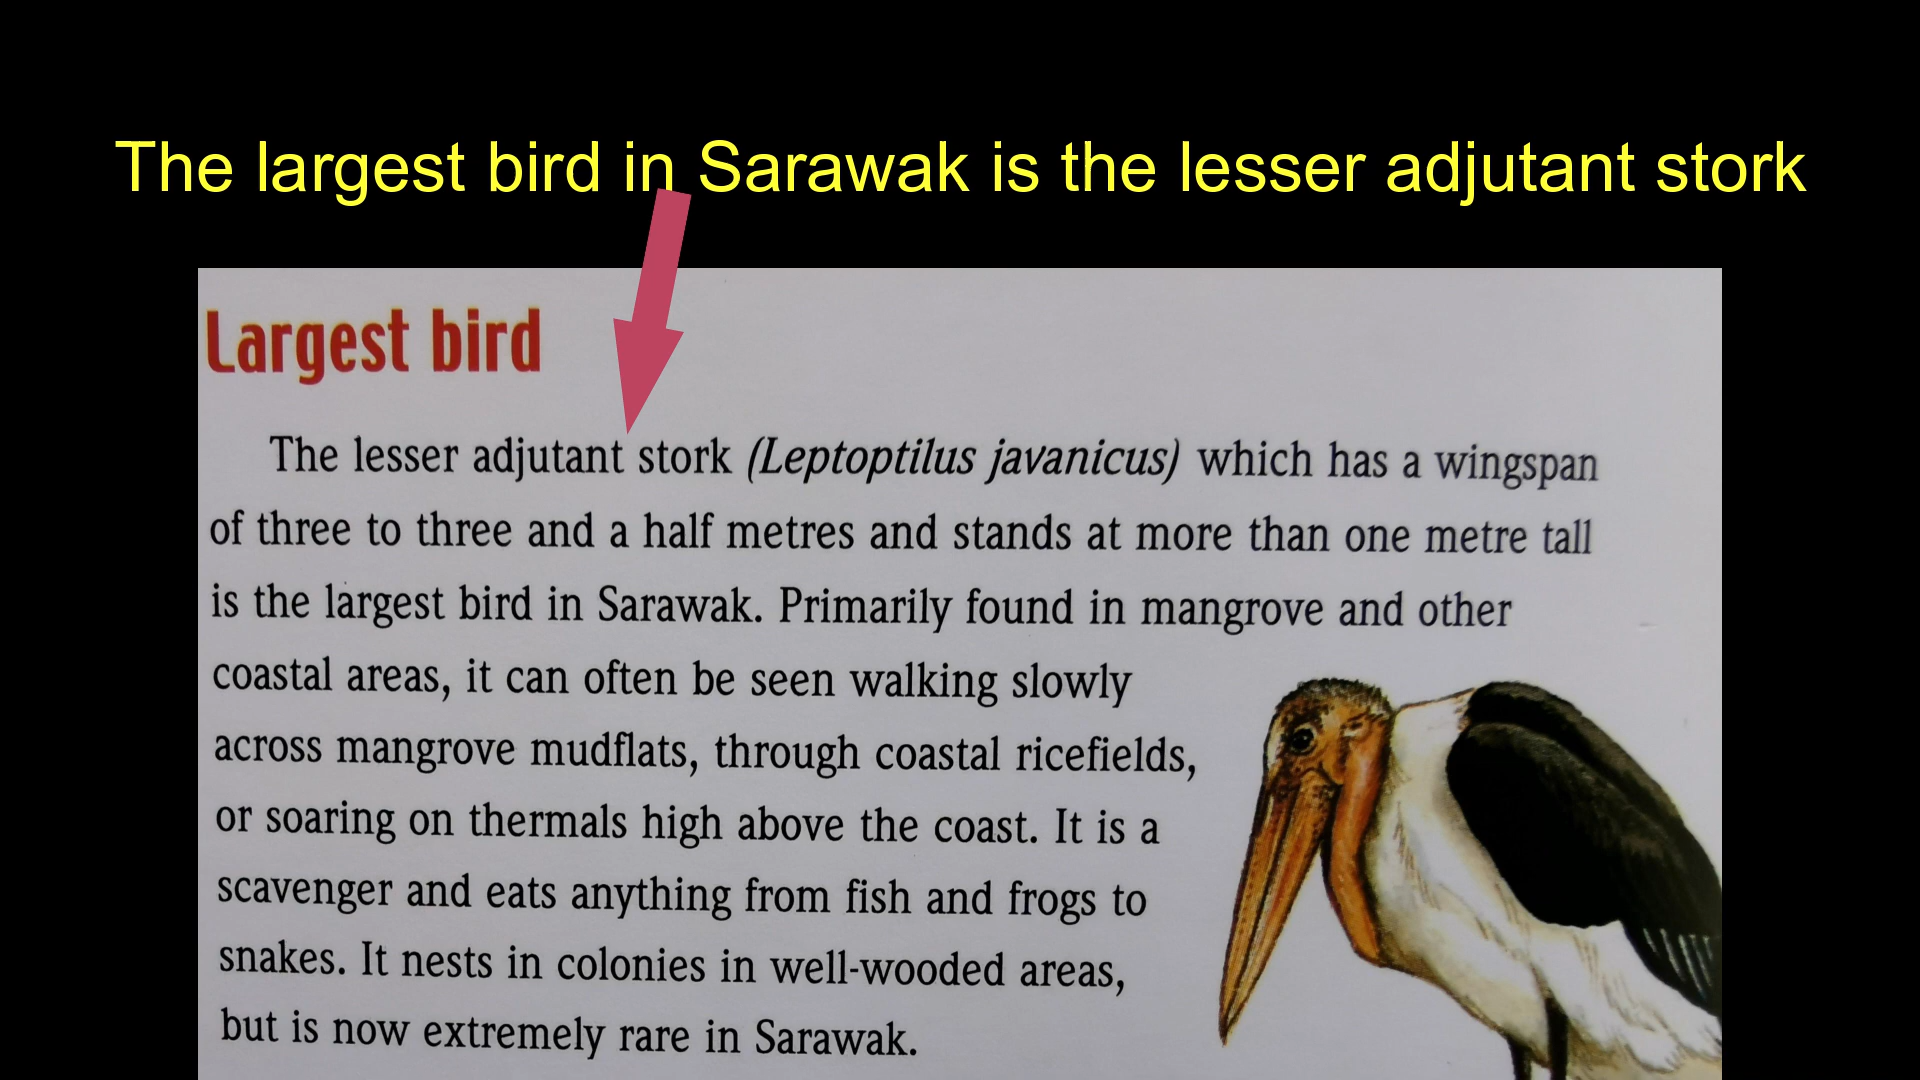 The largest bird in Sarawak is the lesser adjutant stork
Largest bird
The lesser adjutant stork (Leptoptilus javanicus) which has a wingspan
of three to three and a half metres and stands at more than one metre tall
is the largest bird in Sarawak. Primarily found in mangrove and other
coastal areas, it can often be seen walking slowly
across mangrove mudflats, through coastal ricefields,
or soaring on thermals high above the coast. It is a
scavenger and eats anything from fish and frogs to
snakes. It nests in colonies in well-wooded areas,
but is now extremely rare in Sarawak.